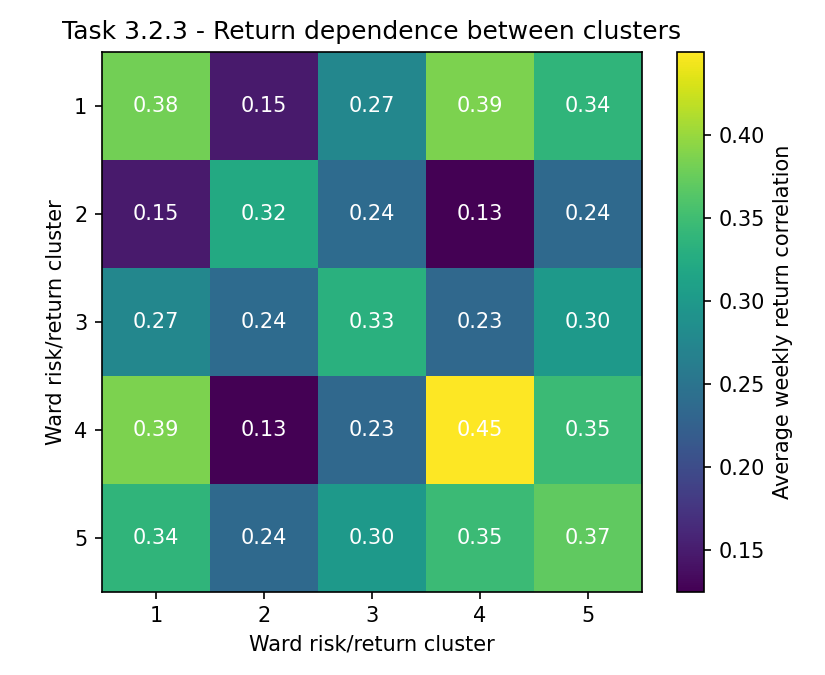 Task 3.2.3 - Return dependence between clusters
1 0.38 0.15 0.27 0.39 0.34
2 0.15 0.32 0.24 0.13 0.24
3 0.27 0.24 0.33 0.23 0.30
4 0.39 0.13 0.23 0.45 0.35
5 0.34 0.24 0.30 0.35 0.37
1 2 3 4 5
Ward risk/return cluster
Ward risk/return cluster
0.40
0.35
0.30
0.25
0.20
0.15
Average weekly return correlation